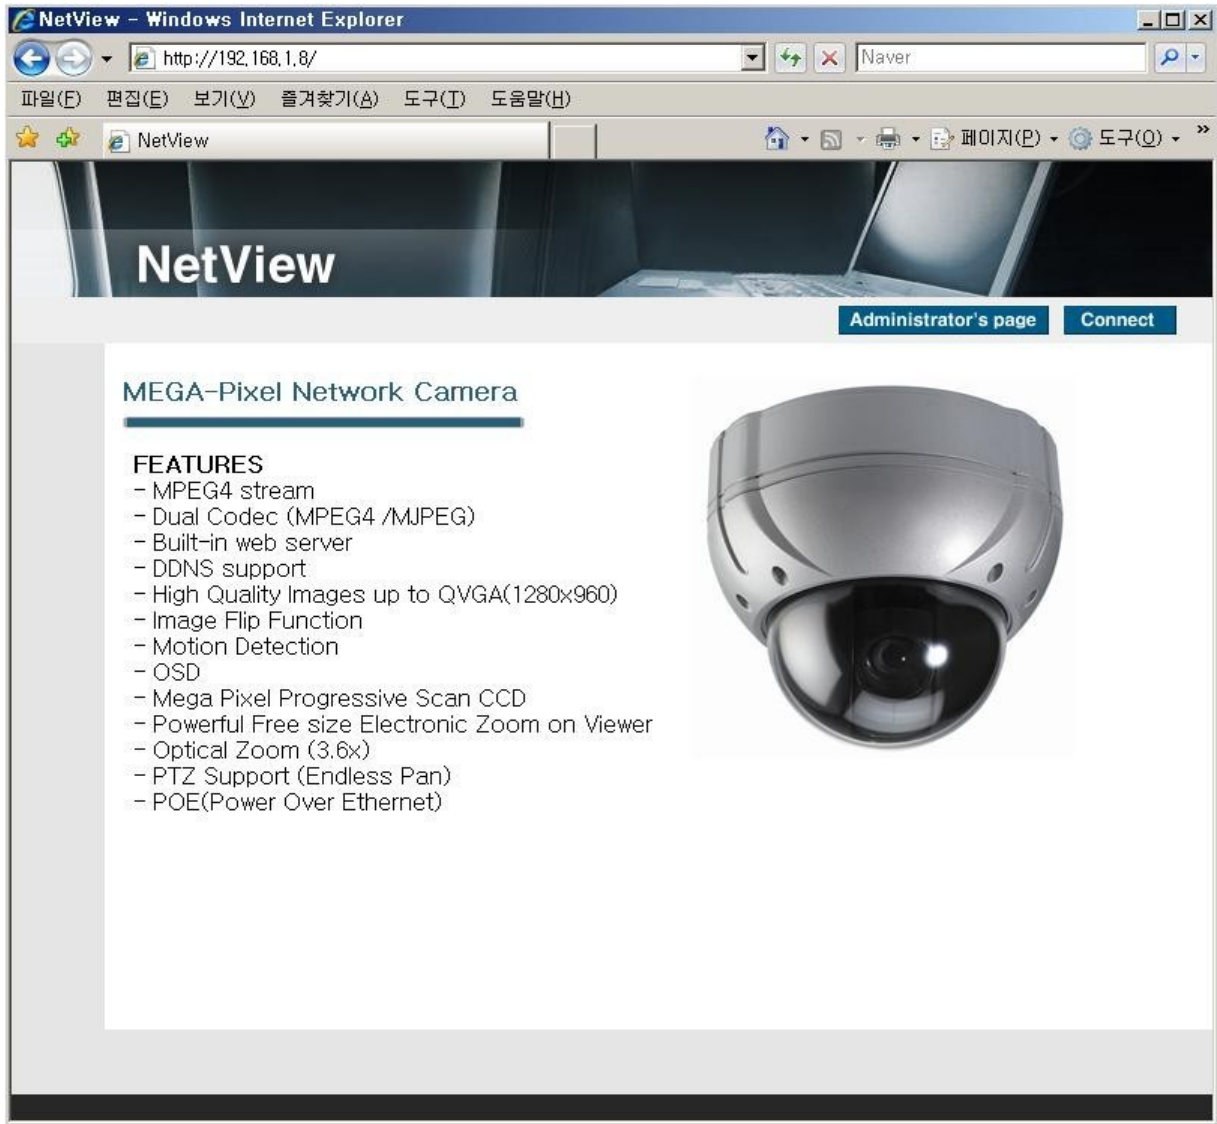 NetView - Windows Internet Explorer
http://192.168.1.8/
Naver
파일(F) 편집(E) 보기(V) 즐겨찾기(A) 도구(T) 도움말(H)
NetView
페이지(P) 도구(O) »
NetView
Administrator's page Connect
MEGA-Pixel Network Camera
FEATURES
- MPEG4 stream
- Dual Codec (MPEG4 /MJPEG)
- Built-in web server
- DDNS support
- High Quality Images up to QVGA(1280x960)
- Image Flip Function
- Motion Detection
- OSD
- Mega Pixel Progressive Scan CCD
- Powerful Free size Electronic Zoom on Viewer
- Optical Zoom (3.6x)
- PTZ Support (Endless Pan)
- POE(Power Over Ethernet)